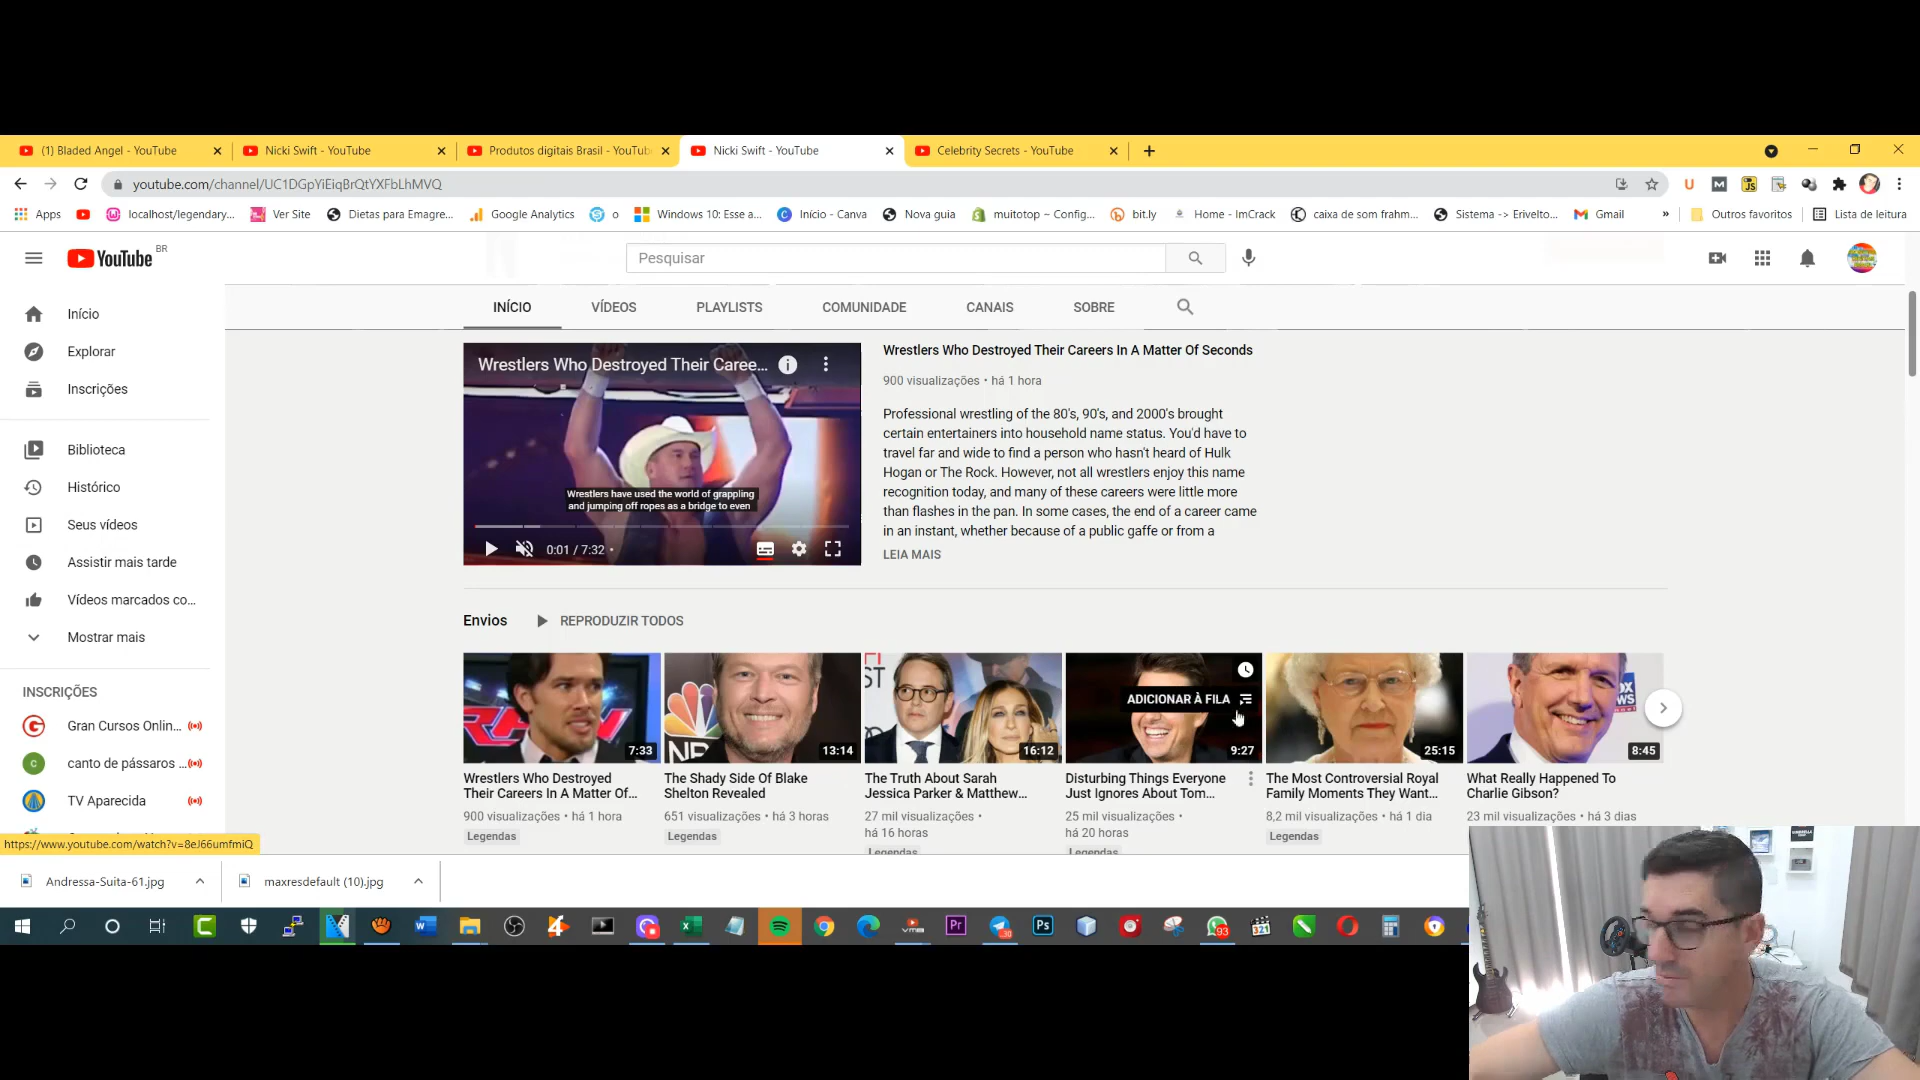 (1) Bladed Angel - YouTube
Nicki Swift - YouTube
Produtos digitais Brasil - YouTub
Nicki Swift - YouTube
Celebrity Secrets - YouTube
youtube.com/channel/UC1DGpYiEiqBrQtYXFbLhMVQ
Apps
localhost/legendary...
Ver Site
Dietas para Emagre...
Google Analytics
o
Windows 10: Esse a...
Início - Canva
Nova guia
muitotop ~ Config...
bit.ly
Home - ImCrack
caixa de som frahm...
Sistema -> Erivelto...
Gmail
»
Outros favoritos
Lista de leitura
YouTube BR
Pesquisar
INÍCIO
VÍDEOS
PLAYLISTS
COMUNIDADE
CANAIS
SOBRE
Início
Explorar
Inscrições
Biblioteca
Histórico
Seus vídeos
Assistir mais tarde
Vídeos marcados co...
Mostrar mais
INSCRIÇÕES
Gran Cursos Onlin...
canto de pássaros ...
TV Aparecida
https://www.youtube.com/watch?v=8eJ66umfmiQ
Wrestlers Who Destroyed Their Caree...
Wrestlers have used the world of grappling
and jumping off ropes as a bridge to even
0:01 / 7:32
Wrestlers Who Destroyed Their Careers In A Matter Of Seconds
900 visualizações • há 1 hora
Professional wrestling of the 80's, 90's, and 2000's brought
certain entertainers into household name status. You'd have to
travel far and wide to find a person who hasn't heard of Hulk
Hogan or The Rock. However, not all wrestlers enjoy this name
recognition today, and many of these careers were little more
than flashes in the pan. In some cases, the end of a career came
in an instant, whether because of a public gaffe or from a
LEIA MAIS
Envios
REPRODUZIR TODOS
7:33
Wrestlers Who Destroyed
Their Careers In A Matter Of...
900 visualizações • há 1 hora
Legendas
13:14
The Shady Side Of Blake
Shelton Revealed
651 visualizações • há 3 horas
Legendas
16:12
The Truth About Sarah
Jessica Parker & Matthew...
27 mil visualizações •
há 16 horas
Legendas
ADICIONAR À FILA
9:27
Disturbing Things Everyone
Just Ignores About Tom...
25 mil visualizações •
há 20 horas
Legendas
25:15
The Most Controversial Royal
Family Moments They Want...
8,2 mil visualizações • há 1 dia
Legendas
8:45
What Really Happened To
Charlie Gibson?
23 mil visualizações • há 3 dias
Andressa-Suita-61.jpg
maxresdefault (10).jpg